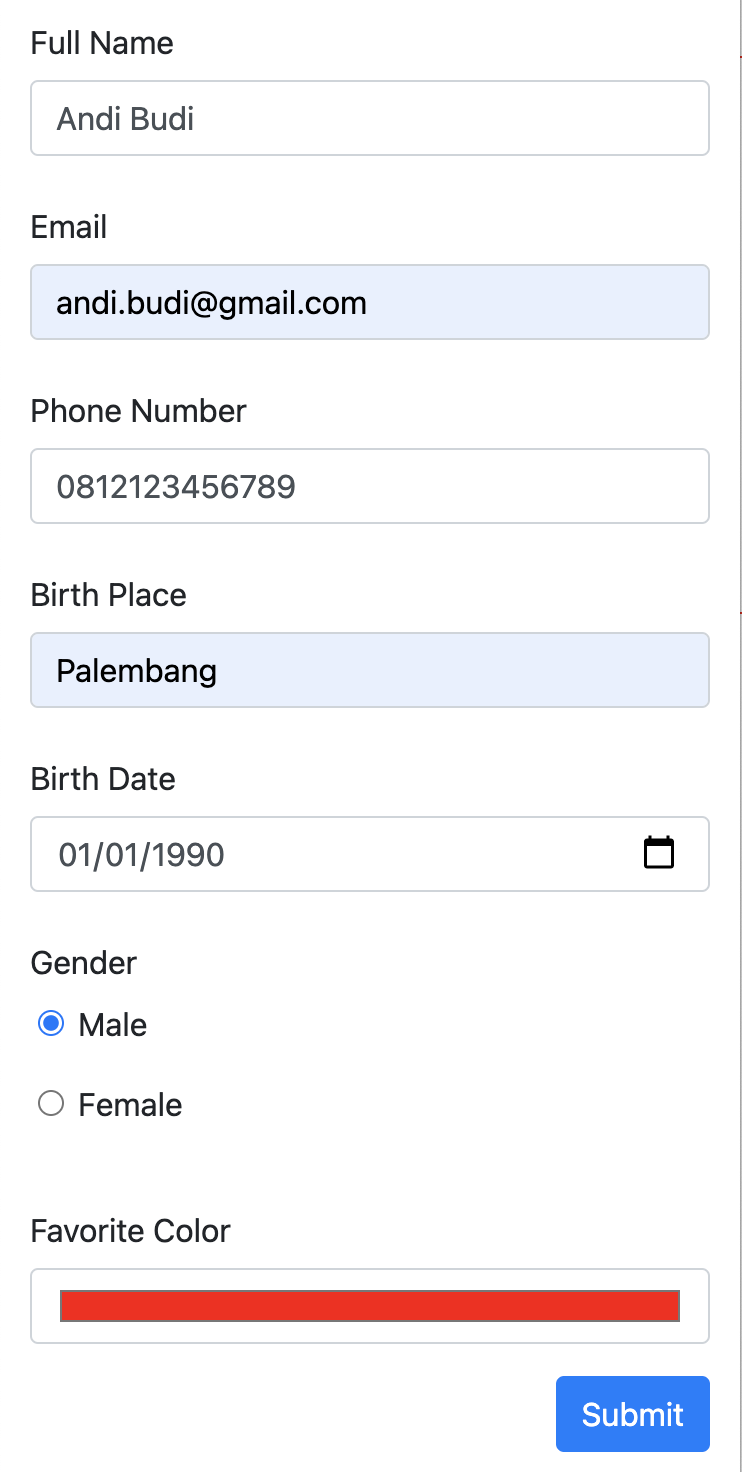 Full Name
Andi Budi
Email
andi.budi@gmail.com
Phone Number
0812123456789
Birth Place
Palembang
Birth Date
01/01/1990
Gender
Male
Female
Favorite Color
Submit